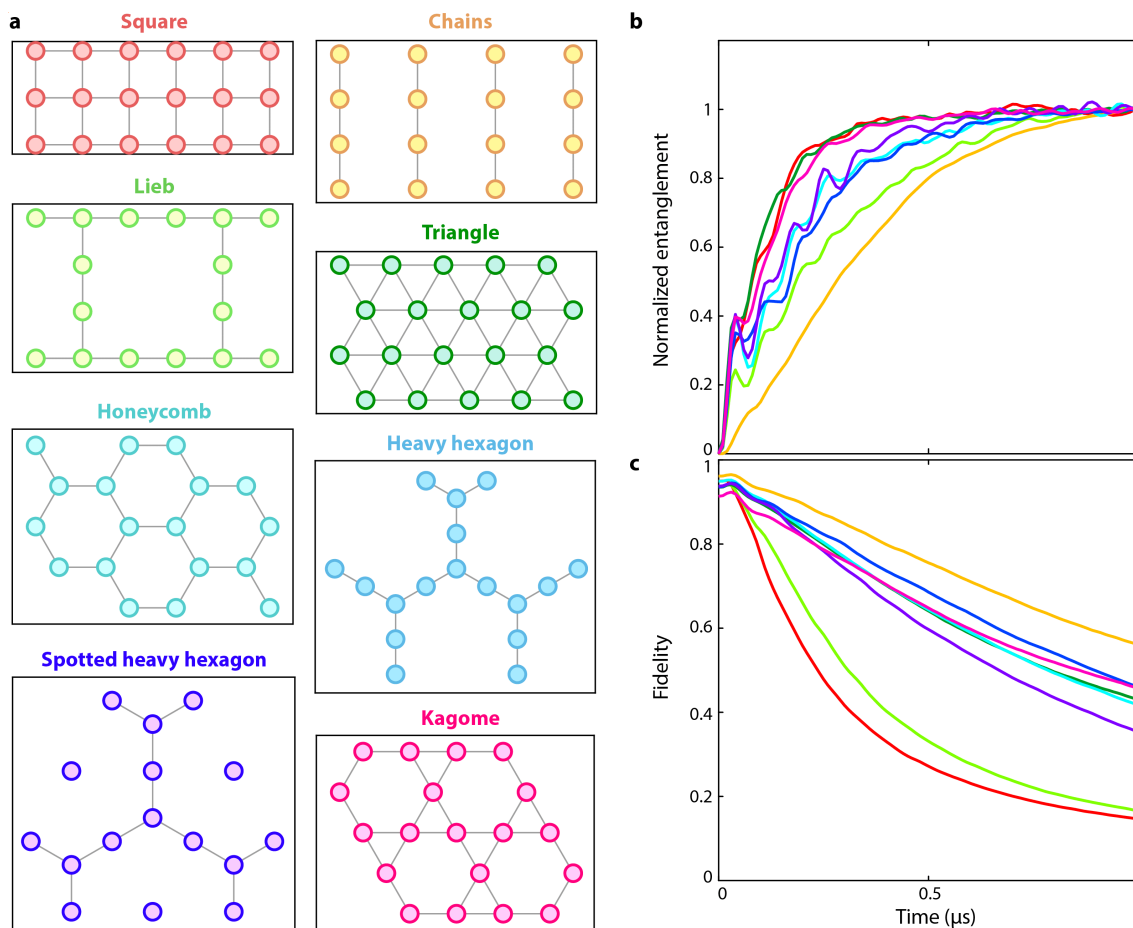 a
Square
Chains
Lieb
Triangle
Honeycomb
Heavy hexagon
Spotted heavy hexagon
Kagome
b
Normalized entanglement
1
0.8
0.6
0.4
0.2
0
c
Fidelity
1
0.8
0.6
0.4
0.2
0
0
0.5
Time (μs)